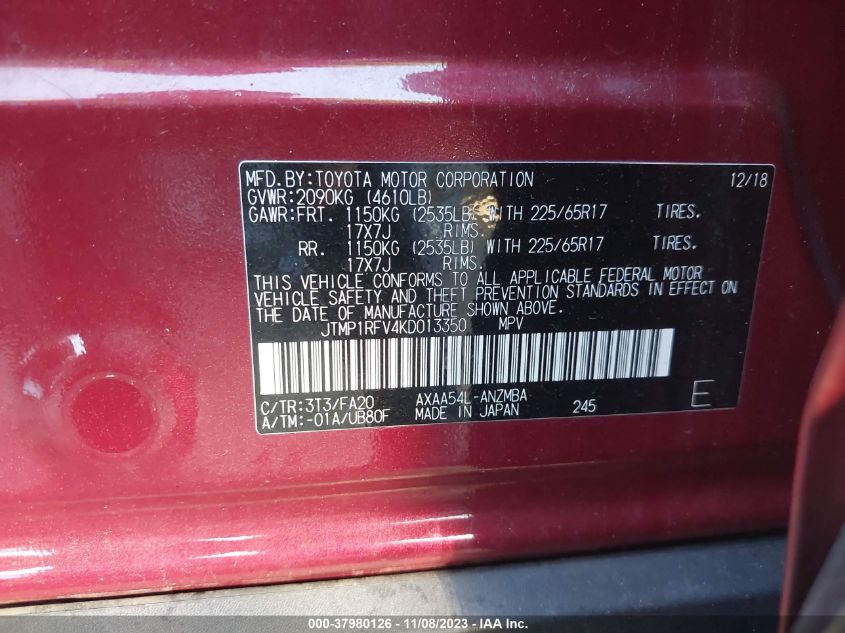 MFD.BY:TOYOTA MOTOR CORPORATION 12/18
GVWR:2090KG (4610LB)
GAWR:FRT. 1150KG (2535LB) WITH 225/65R17 TIRES.
17X7J RIMS.
RR. 1150KG (2535LB) WITH 225/65R17 TIRES.
17X7J RIMS.
THIS VEHICLE CONFORMS TO ALL APPLICABLE FEDERAL MOTOR
VEHICLE SAFETY AND THEFT PREVENTION STANDARDS IN EFFECT ON
THE DATE OF MANUFACTURE SHOWN ABOVE.
JTMP1RFV4KD013350 MPV
C/TR:3T3/FA20 AXAA54L-ANZMBA
A/TM:-01A/UB80F MADE IN JAPAN 245 E
000-37980126 - 11/08/2023 - IAA Inc.